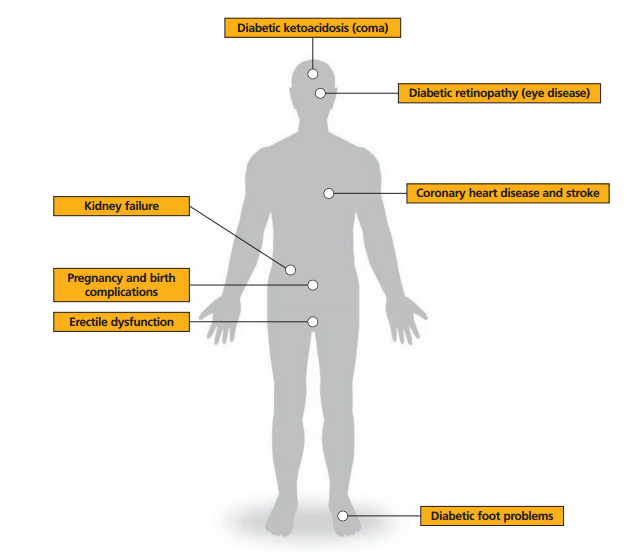 Diabetic ketoacidosis (coma)
Diabetic retinopathy (eye disease)
Coronary heart disease and stroke
Kidney failure
Pregnancy and birth
complications
Erectile dysfunction
Diabetic foot problems